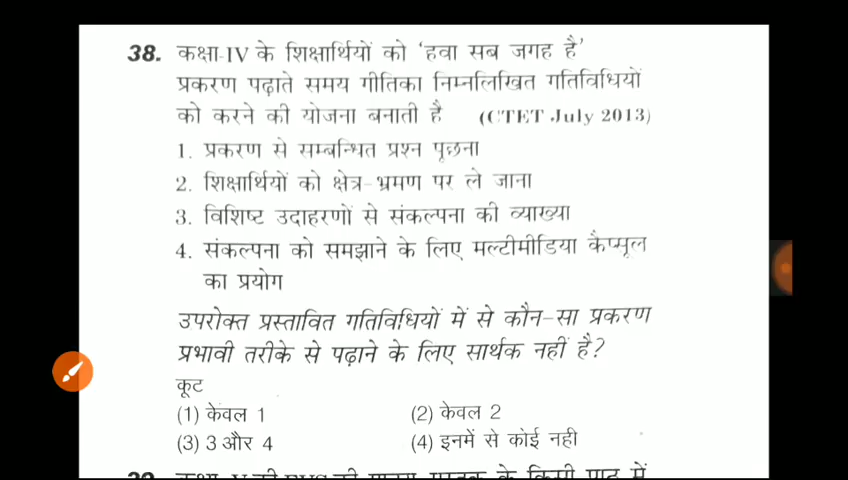 38. कक्षा-IV के शिक्षार्थियों को 'हवा सब जगह है'
प्रकरण पढ़ाते समय गीतिका निम्नलिखित गतिविधियों
को करने की योजना बनाती है (CTET July 2013)
1. प्रकरण से सम्बन्धित प्रश्न पूछना
2. शिक्षार्थियों को क्षेत्र-भ्रमण पर ले जाना
3. विशिष्ट उदाहरणों से संकल्पना की व्याख्या
4. संकल्पना को समझाने के लिए मल्टीमीडिया कैप्सूल
का प्रयोग
उपरोक्त प्रस्तावित गतिविधियों में से कौन-सा प्रकरण
प्रभावी तरीके से पढ़ाने के लिए सार्थक नहीं है?
कूट
(1) केवल 1 (2) केवल 2
(3) 3 और 4 (4) इनमें से कोई नही